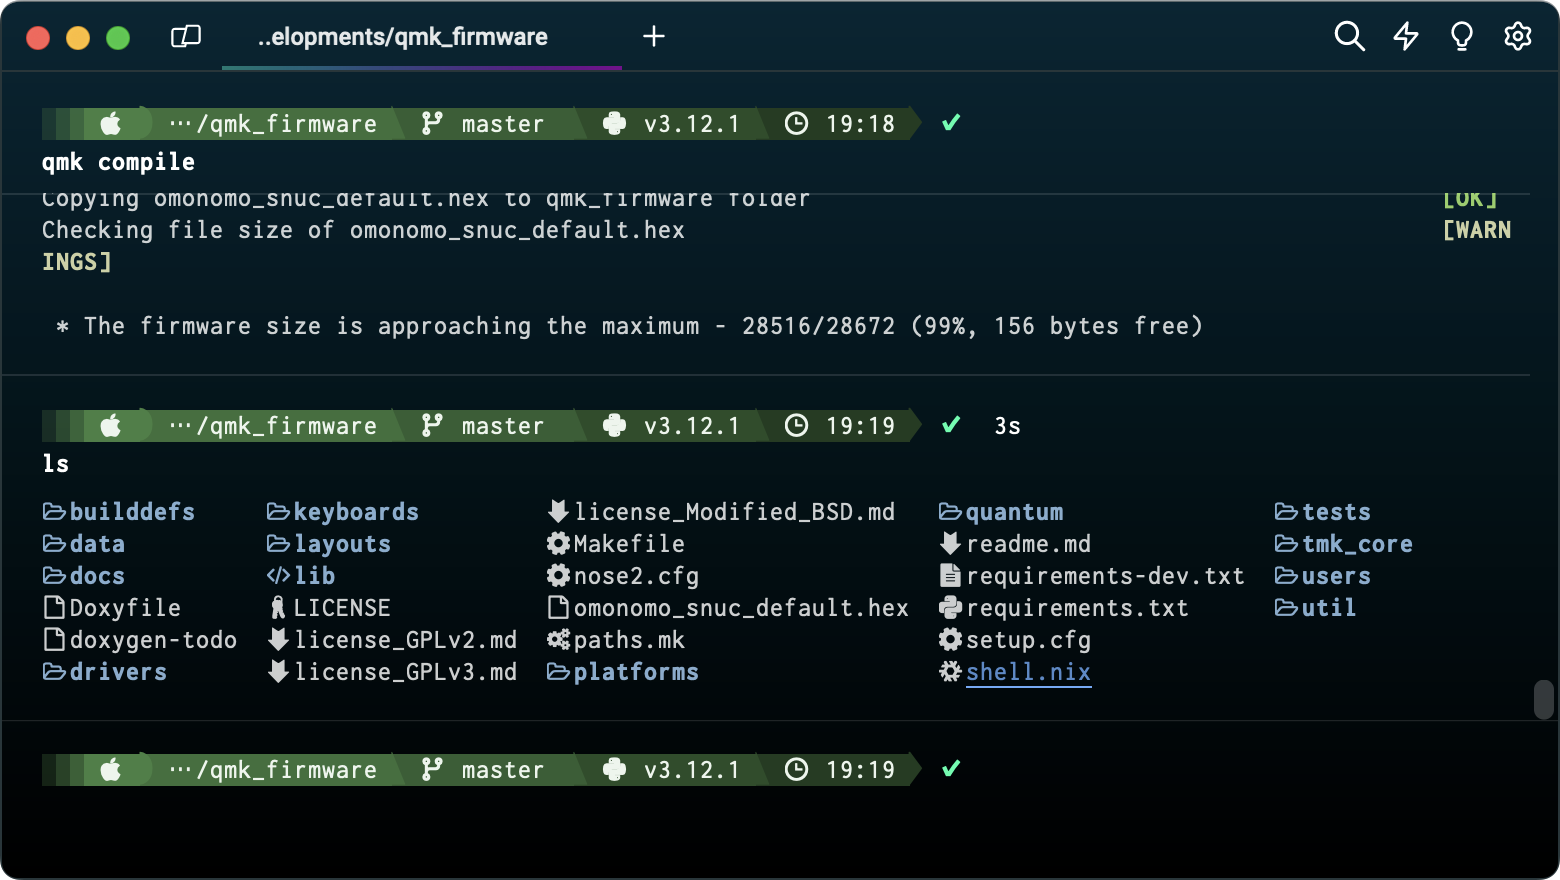 ..elopments/qmk_firmware
…/qmk_firmware master v3.12.1 19:18 ✓
qmk compile
Copying omonomo_snuc_default.hex to qmk_firmware folder [OK]
Checking file size of omonomo_snuc_default.hex [WARN
INGS]
* The firmware size is approaching the maximum - 28516/28672 (99%, 156 bytes free)
…/qmk_firmware master v3.12.1 19:19 ✓ 3s
ls
builddefs keyboards license_Modified_BSD.md quantum tests
data layouts Makefile readme.md tmk_core
docs lib nose2.cfg requirements-dev.txt users
Doxyfile LICENSE omonomo_snuc_default.hex requirements.txt util
doxygen-todo license_GPLv2.md paths.mk setup.cfg
drivers license_GPLv3.md platforms shell.nix
…/qmk_firmware master v3.12.1 19:19 ✓